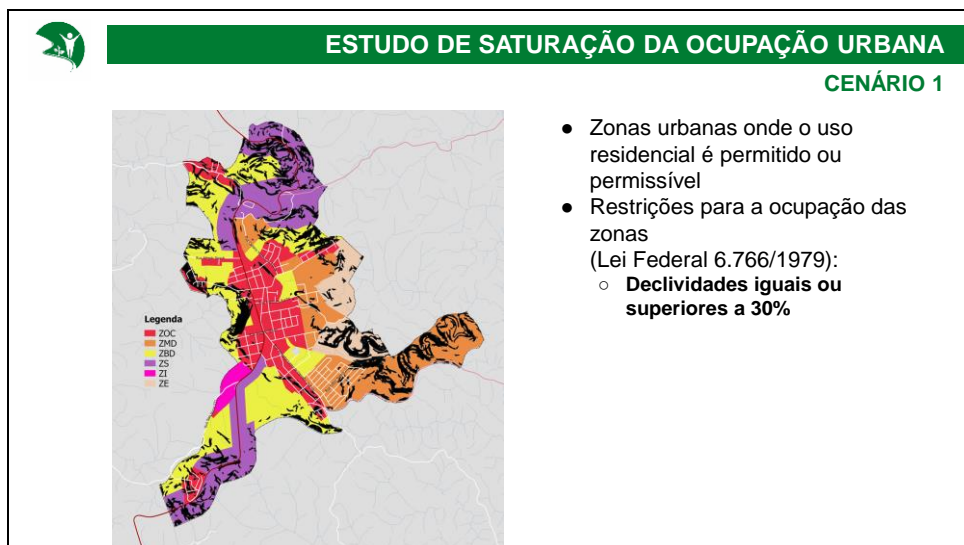 ESTUDO DE SATURAÇÃO DA OCUPAÇÃO URBANA
CENÁRIO 1
● Zonas urbanas onde o uso
residencial é permitido ou
permissível
● Restrições para a ocupação das
zonas
(Lei Federal 6.766/1979):
○ Declividades iguais ou
superiores a 30%
Legenda
ZOC
ZMD
ZBD
ZS
ZI
ZE